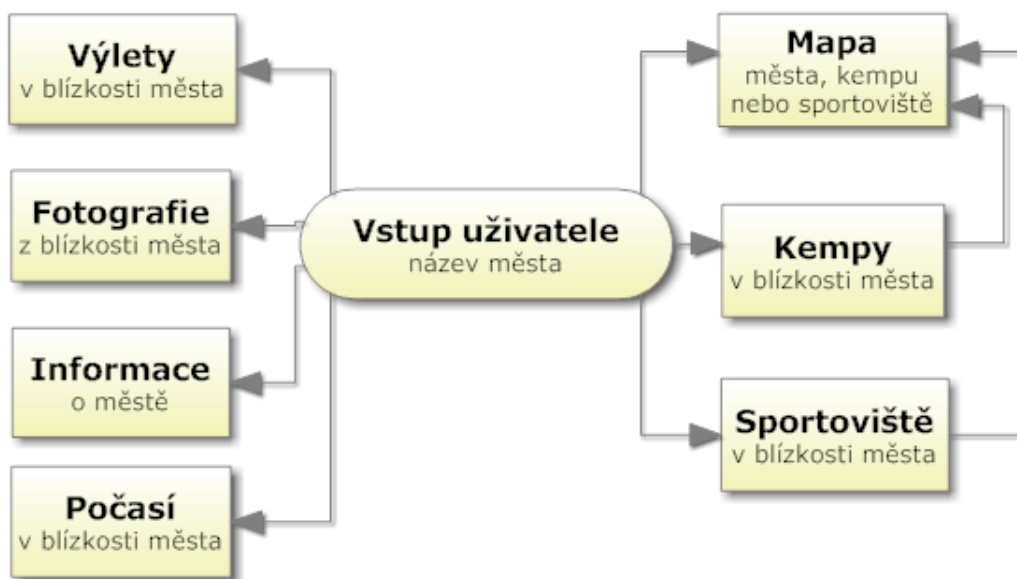 Výlety
v blízkosti města
Fotografie
z blízkosti města
Informace
o městě
Počasí
v blízkosti města
Vstup uživatele
název města
Mapa
města, kempu
nebo sportoviště
Kempy
v blízkosti města
Sportoviště
v blízkosti města